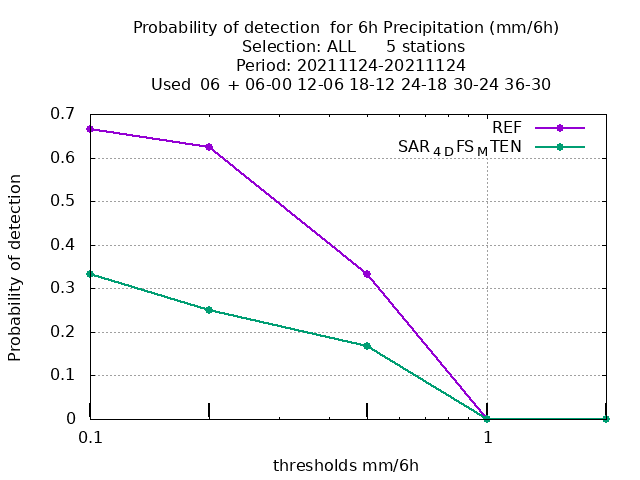 Probability of detection  for 6h Precipitation (mm/6h)
Selection: ALL      5 stations
Period: 20211124-20211124
Used  06  + 06-00 12-06 18-12 24-18 30-24 36-30
0.7
0.6
0.5
0.4
0.3
0.2
0.1
0
Probability of detection
REF
SAR4DFSMTEN
0.1
1
thresholds mm/6h